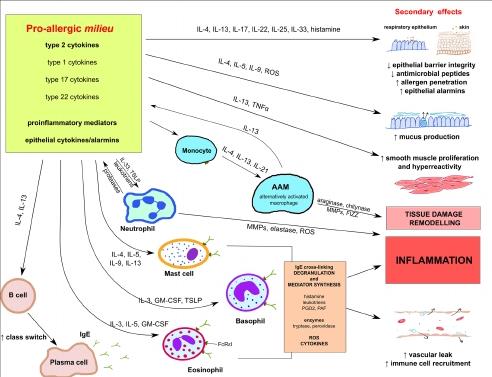 Pro-allergic milieu
type 2 cytokines
type 1 cytokines
type 17 cytokines
type 22 cytokines
proinflammatory mediators
epithelial cytokines/alarmins
IL-4, IL-13, IL-17, IL-22, IL-25, IL-33, histamine
IL-4, IL-5, IL-9, ROS
IL-13, TNFα
IL-13
Secondary effects
respiratory epithelium
skin
↓ epithelial barrier integrity
↓ antimicrobial peptides
↑ allergen penetration
↑ epithelial alarmins
↑ mucus production
↑ smooth muscle proliferation
and hyperreactivity
Monocyte
IL-4, IL-13, IL-21
AAM
alternatively activated
macrophage
IL-33, TSLP
leukotriens
proteases
Neutrophil
araginase, chitynase
MMPs, FIZZ
MMPs, elastase, ROS
TISSUE DAMAGE
REMODELLING
INFLAMMATION
IL-4, IL-13
IL-4, IL-5,
IL-9, IL-13
Mast cell
IL-3, GM-CSF, TSLP
Basophil
IL-3, IL-5, GM-CSF
FcεRI
Eosinophil
IgE cross-linking
DEGRANULATION
and
MEDIATOR SYNTHESIS
histamine
leukotriens
PGD2, PAF
enzymes
tryptase, peroxidase
ROS
CYTOKINES
B cell
↑ class switch
IgE
Plasma cell
↑ vascular leak
↑ immune cell recruitment